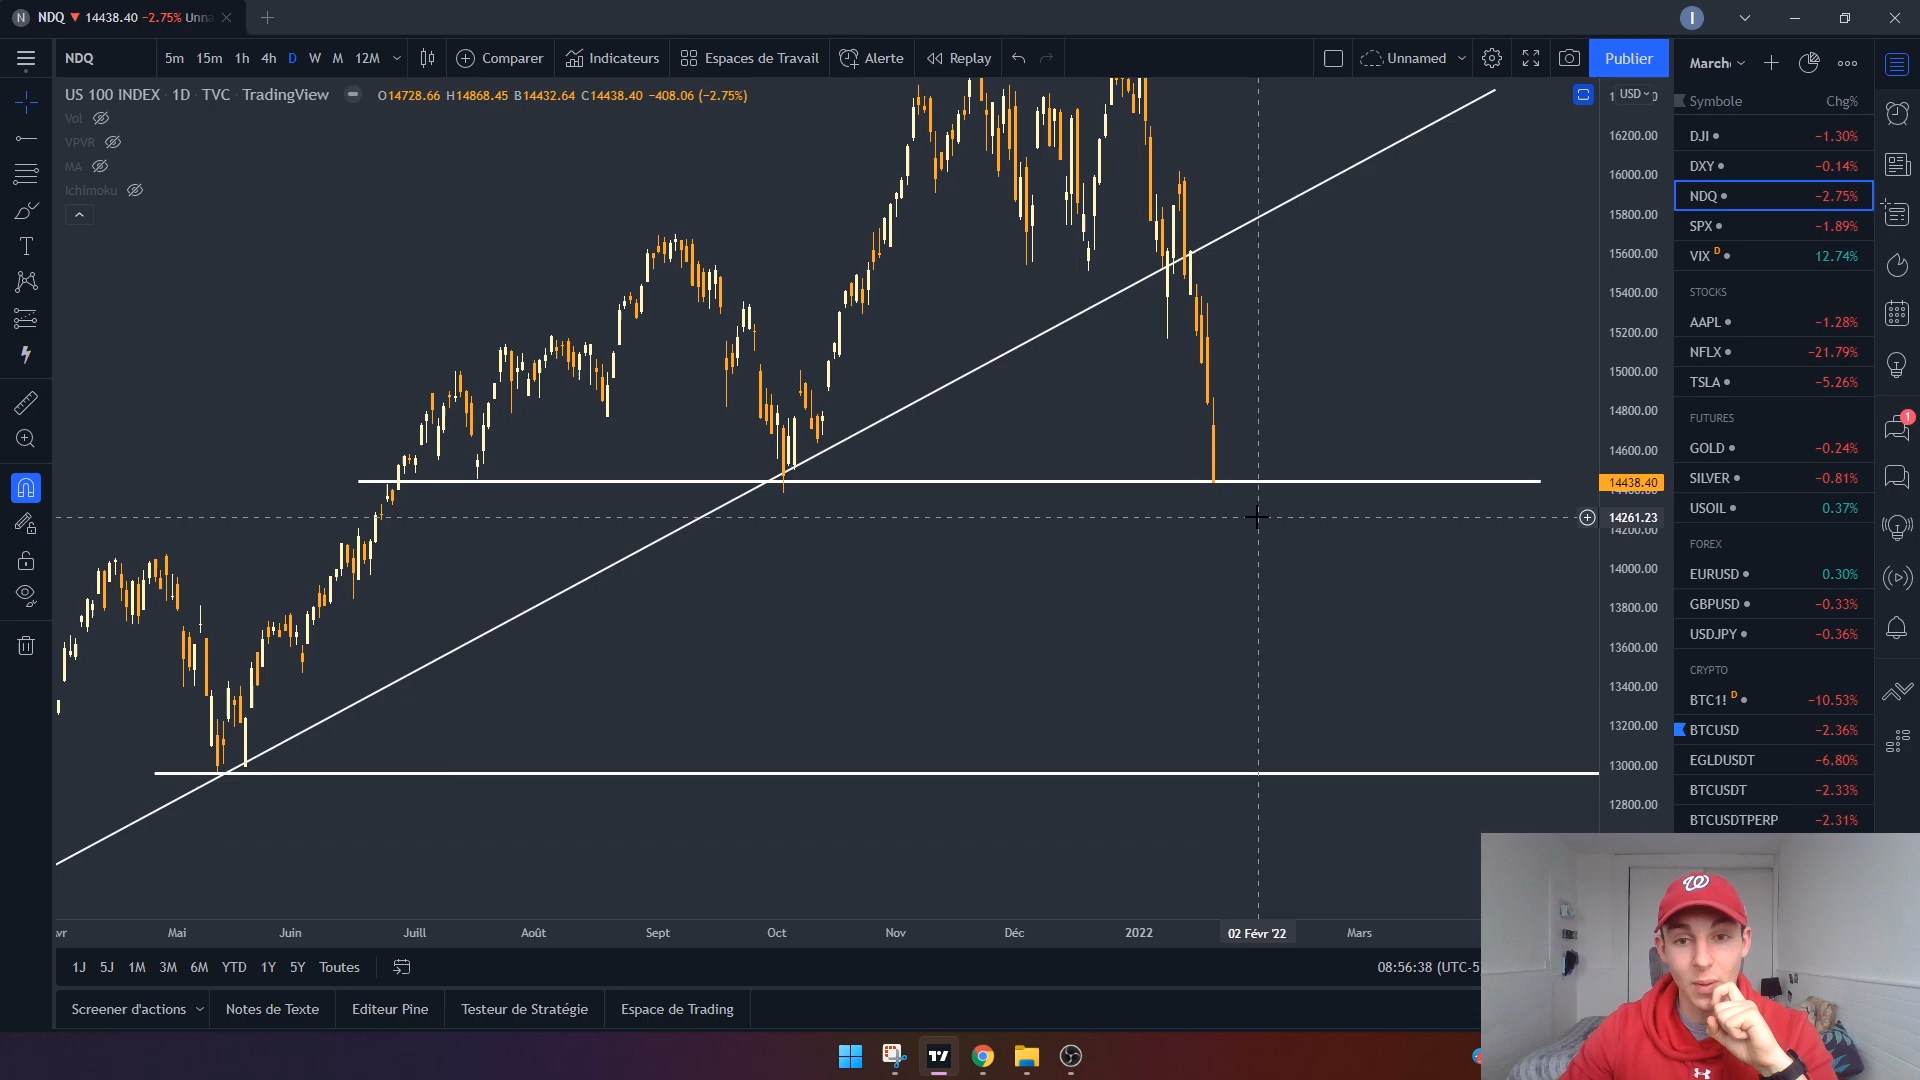 N NDQ ▼ 14438.40 −2.75% Unna
I
NDQ 5m 15m 1h 4h D W M 12M Comparer Indicateurs Espaces de Travail Alerte Replay Unnamed Publier
US 100 INDEX 1D TVC TradingView O14728.66 H14868.45 B14432.64 C14438.40 −408.06 (−2.75%)
Vol
VPVR
MA
Ichimoku
USD
16200.00
16000.00
15800.00
15600.00
15400.00
15200.00
15000.00
14800.00
14600.00
14438.40
14261.23
14200.00
14000.00
13800.00
13600.00
13400.00
13200.00
13000.00
12800.00
Mai Juin Juill Août Sept Oct Nov Déc 2022 02 Févr '22 Mars
1J 5J 1M 3M 6M YTD 1Y 5Y Toutes 08:56:38 (UTC-5
Screener d'actions Notes de Texte Editeur Pine Testeur de Stratégie Espace de Trading
March
Symbole Chg%
DJI −1.30%
DXY −0.14%
NDQ −2.75%
SPX −1.89%
VIX D 12.74%
STOCKS
AAPL −1.28%
NFLX −21.79%
TSLA −5.26%
FUTURES
GOLD −0.24%
SILVER −0.81%
USOIL 0.37%
FOREX
EURUSD 0.30%
GBPUSD −0.33%
USDJPY −0.36%
CRYPTO
BTC1! D −10.53%
BTCUSD −2.36%
EGLDUSDT −6.80%
BTCUSDT −2.33%
BTCUSDTPERP −2.31%
1
W